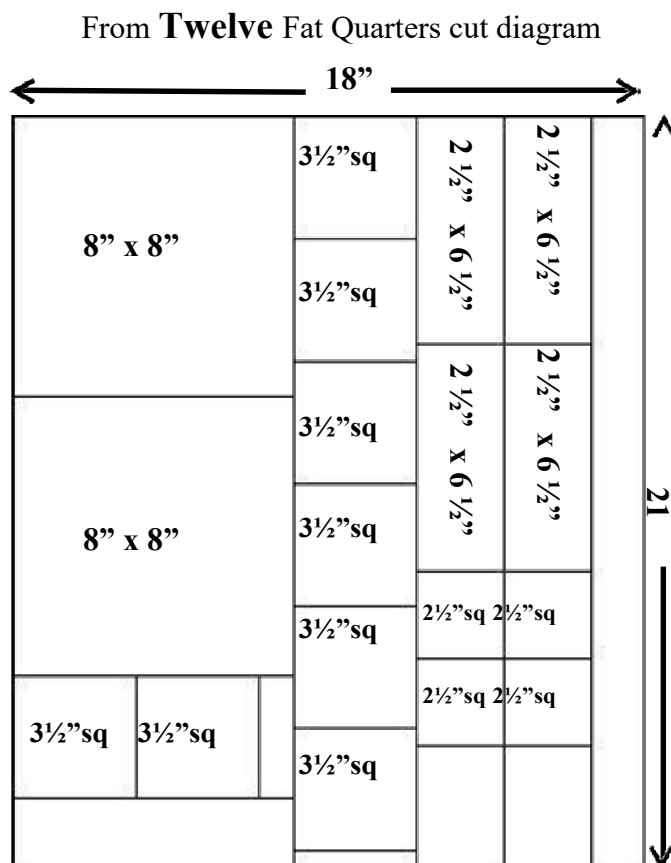 From Twelve Fat Quarters cut diagram
18”
8” x 8”
3½”sq
2 ½” x 6 ½”
2 ½” x 6 ½”
3½”sq
8” x 8”
3½”sq
2 ½” x 6 ½”
2 ½” x 6 ½”
3½”sq
21
3½”sq
2½”sq 2½”sq
2½”sq 2½”sq
3½”sq 3½”sq
3½”sq